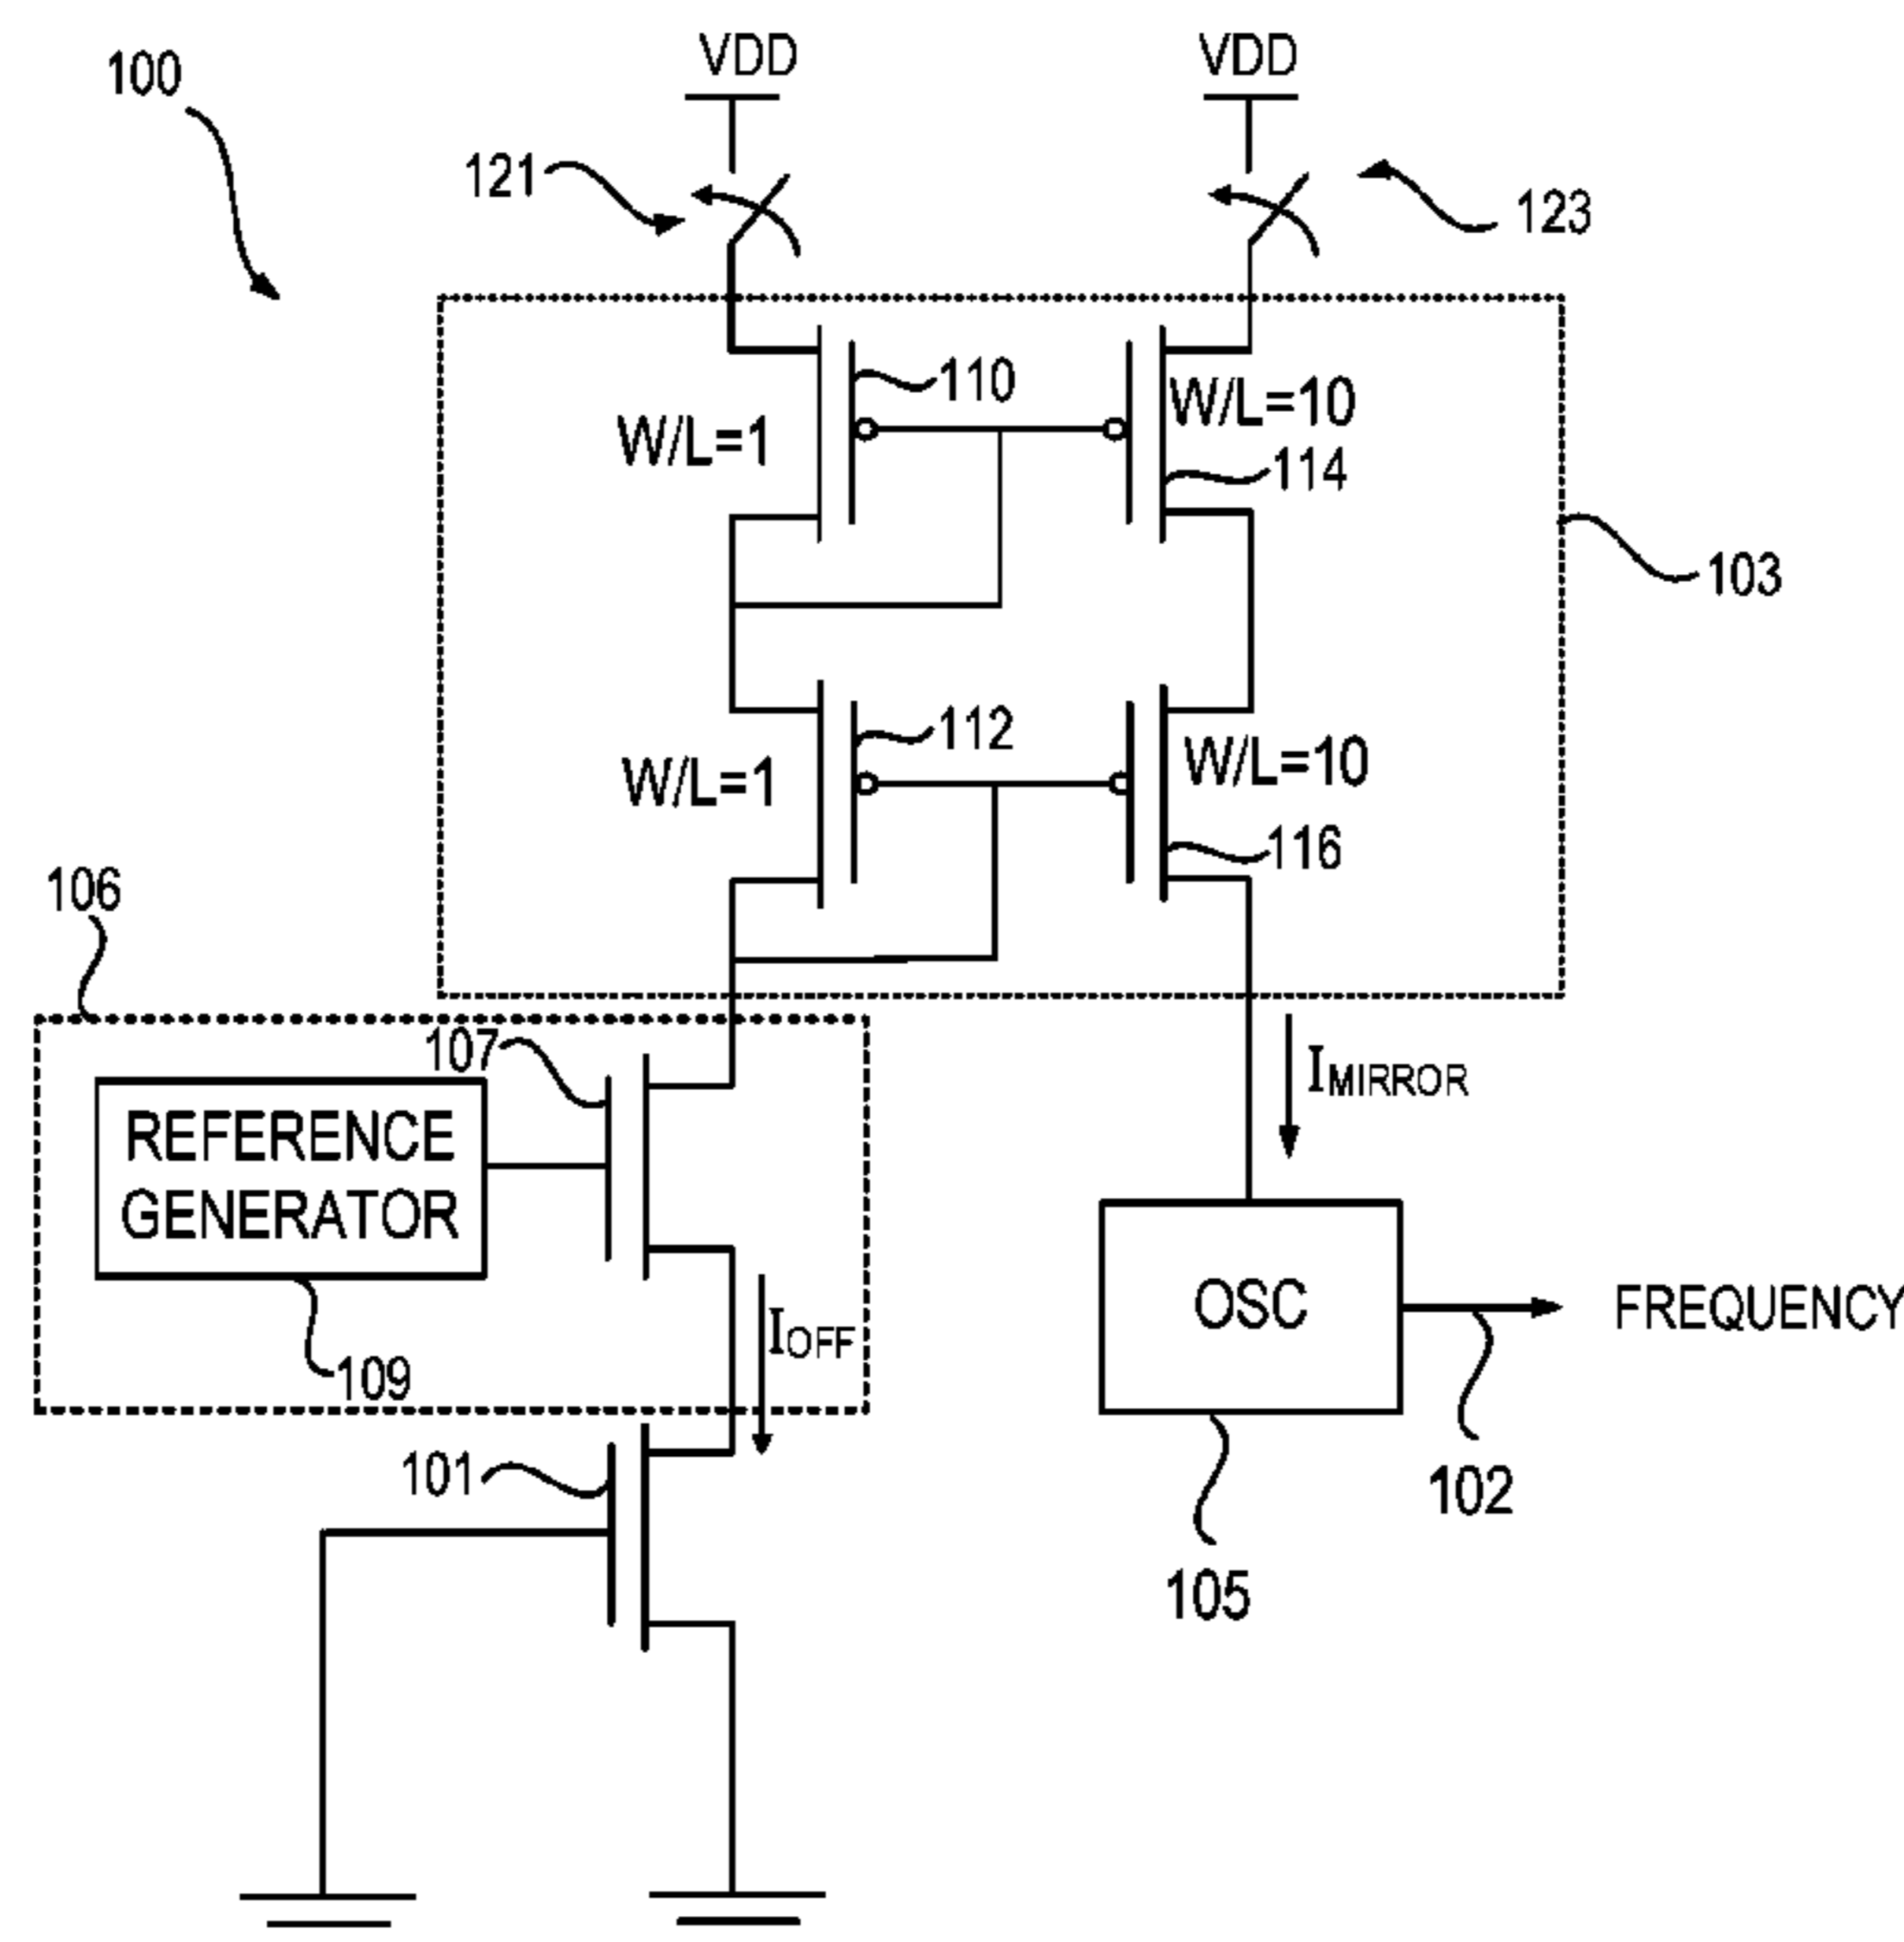 100
VDD
VDD
121
123
110
W/L=1
W/L=10
114
103
112
W/L=1
W/L=10
116
106
107
REFERENCE
GENERATOR
109
IOFF
IMIRROR
OSC
FREQUENCY
101
102
105